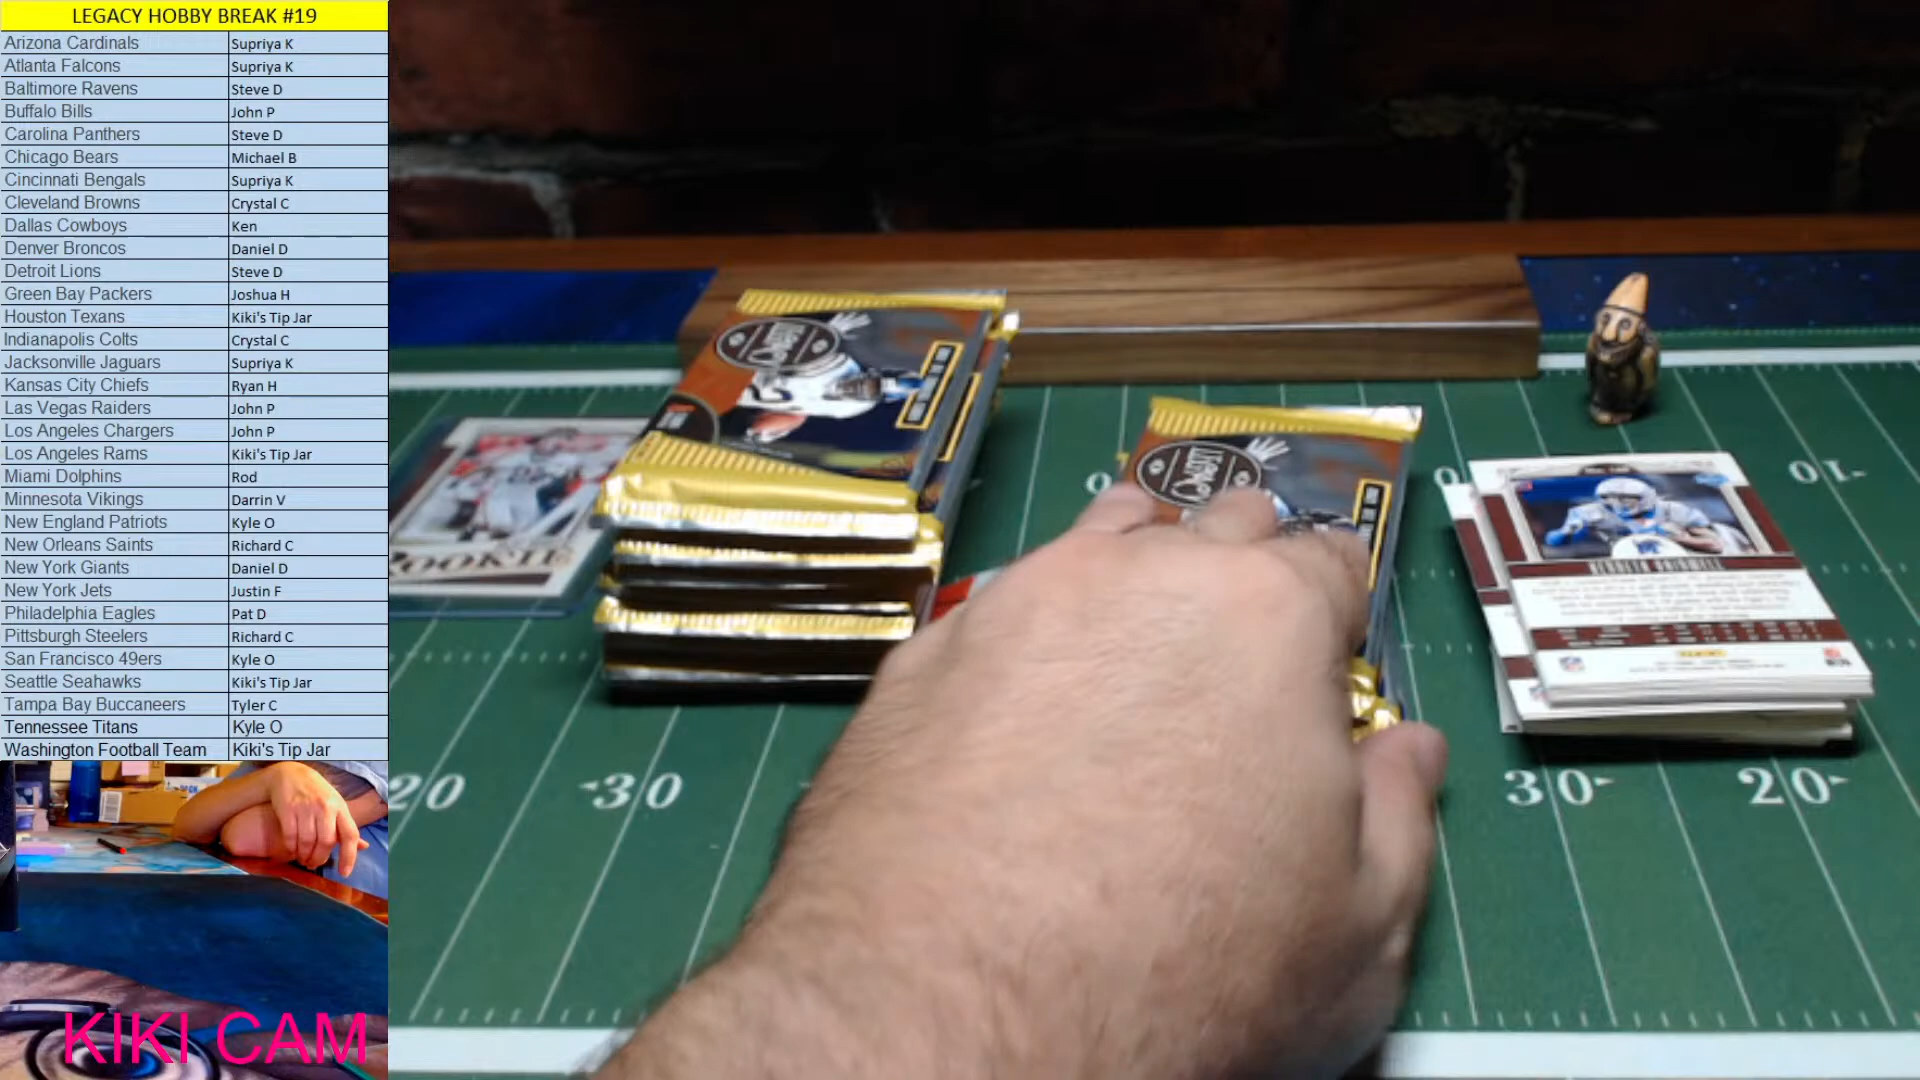 LEGACY HOBBY BREAK #19
Arizona Cardinals Supriya K
Atlanta Falcons Supriya K
Baltimore Ravens Steve D
Buffalo Bills John P
Carolina Panthers Steve D
Chicago Bears Michael B
Cincinnati Bengals Supriya K
Cleveland Browns Crystal C
Dallas Cowboys Ken
Denver Broncos Daniel D
Detroit Lions Steve D
Green Bay Packers Joshua H
Houston Texans Kiki's Tip Jar
Indianapolis Colts Crystal C
Jacksonville Jaguars Supriya K
Kansas City Chiefs Ryan H
Las Vegas Raiders John P
Los Angeles Chargers John P
Los Angeles Rams Kiki's Tip Jar
Miami Dolphins Rod
Minnesota Vikings Darrin V
New England Patriots Kyle O
New Orleans Saints Richard C
New York Giants Daniel D
New York Jets Justin F
Philadelphia Eagles Pat D
Pittsburgh Steelers Richard C
San Francisco 49ers Kyle O
Seattle Seahawks Kiki's Tip Jar
Tampa Bay Buccaneers Tyler C
Tennessee Titans Kyle O
Washington Football Team Kiki's Tip Jar
KIKI CAM
LEGACY
LEGACY
ROOKIE
20
30
30
20
10